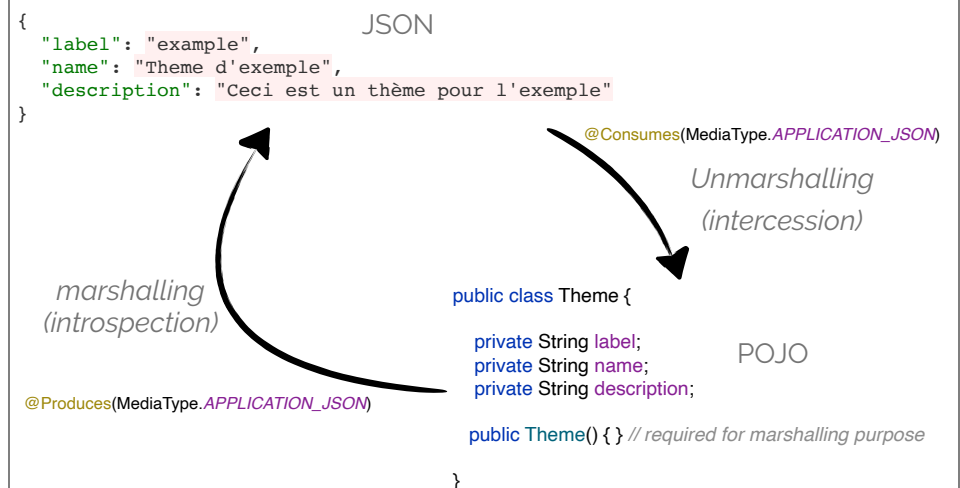 {
JSON
"label": "example",
"name": "Theme d'exemple",
"description": "Ceci est un thème pour l'exemple"
}
@Consumes(MediaType.APPLICATION_JSON)
Unmarshalling
(intercession)
marshalling
(introspection)
@Produces(MediaType.APPLICATION_JSON)
public class Theme {
private String label;
private String name;
private String description;
POJO
public Theme() { } // required for marshalling purpose
}